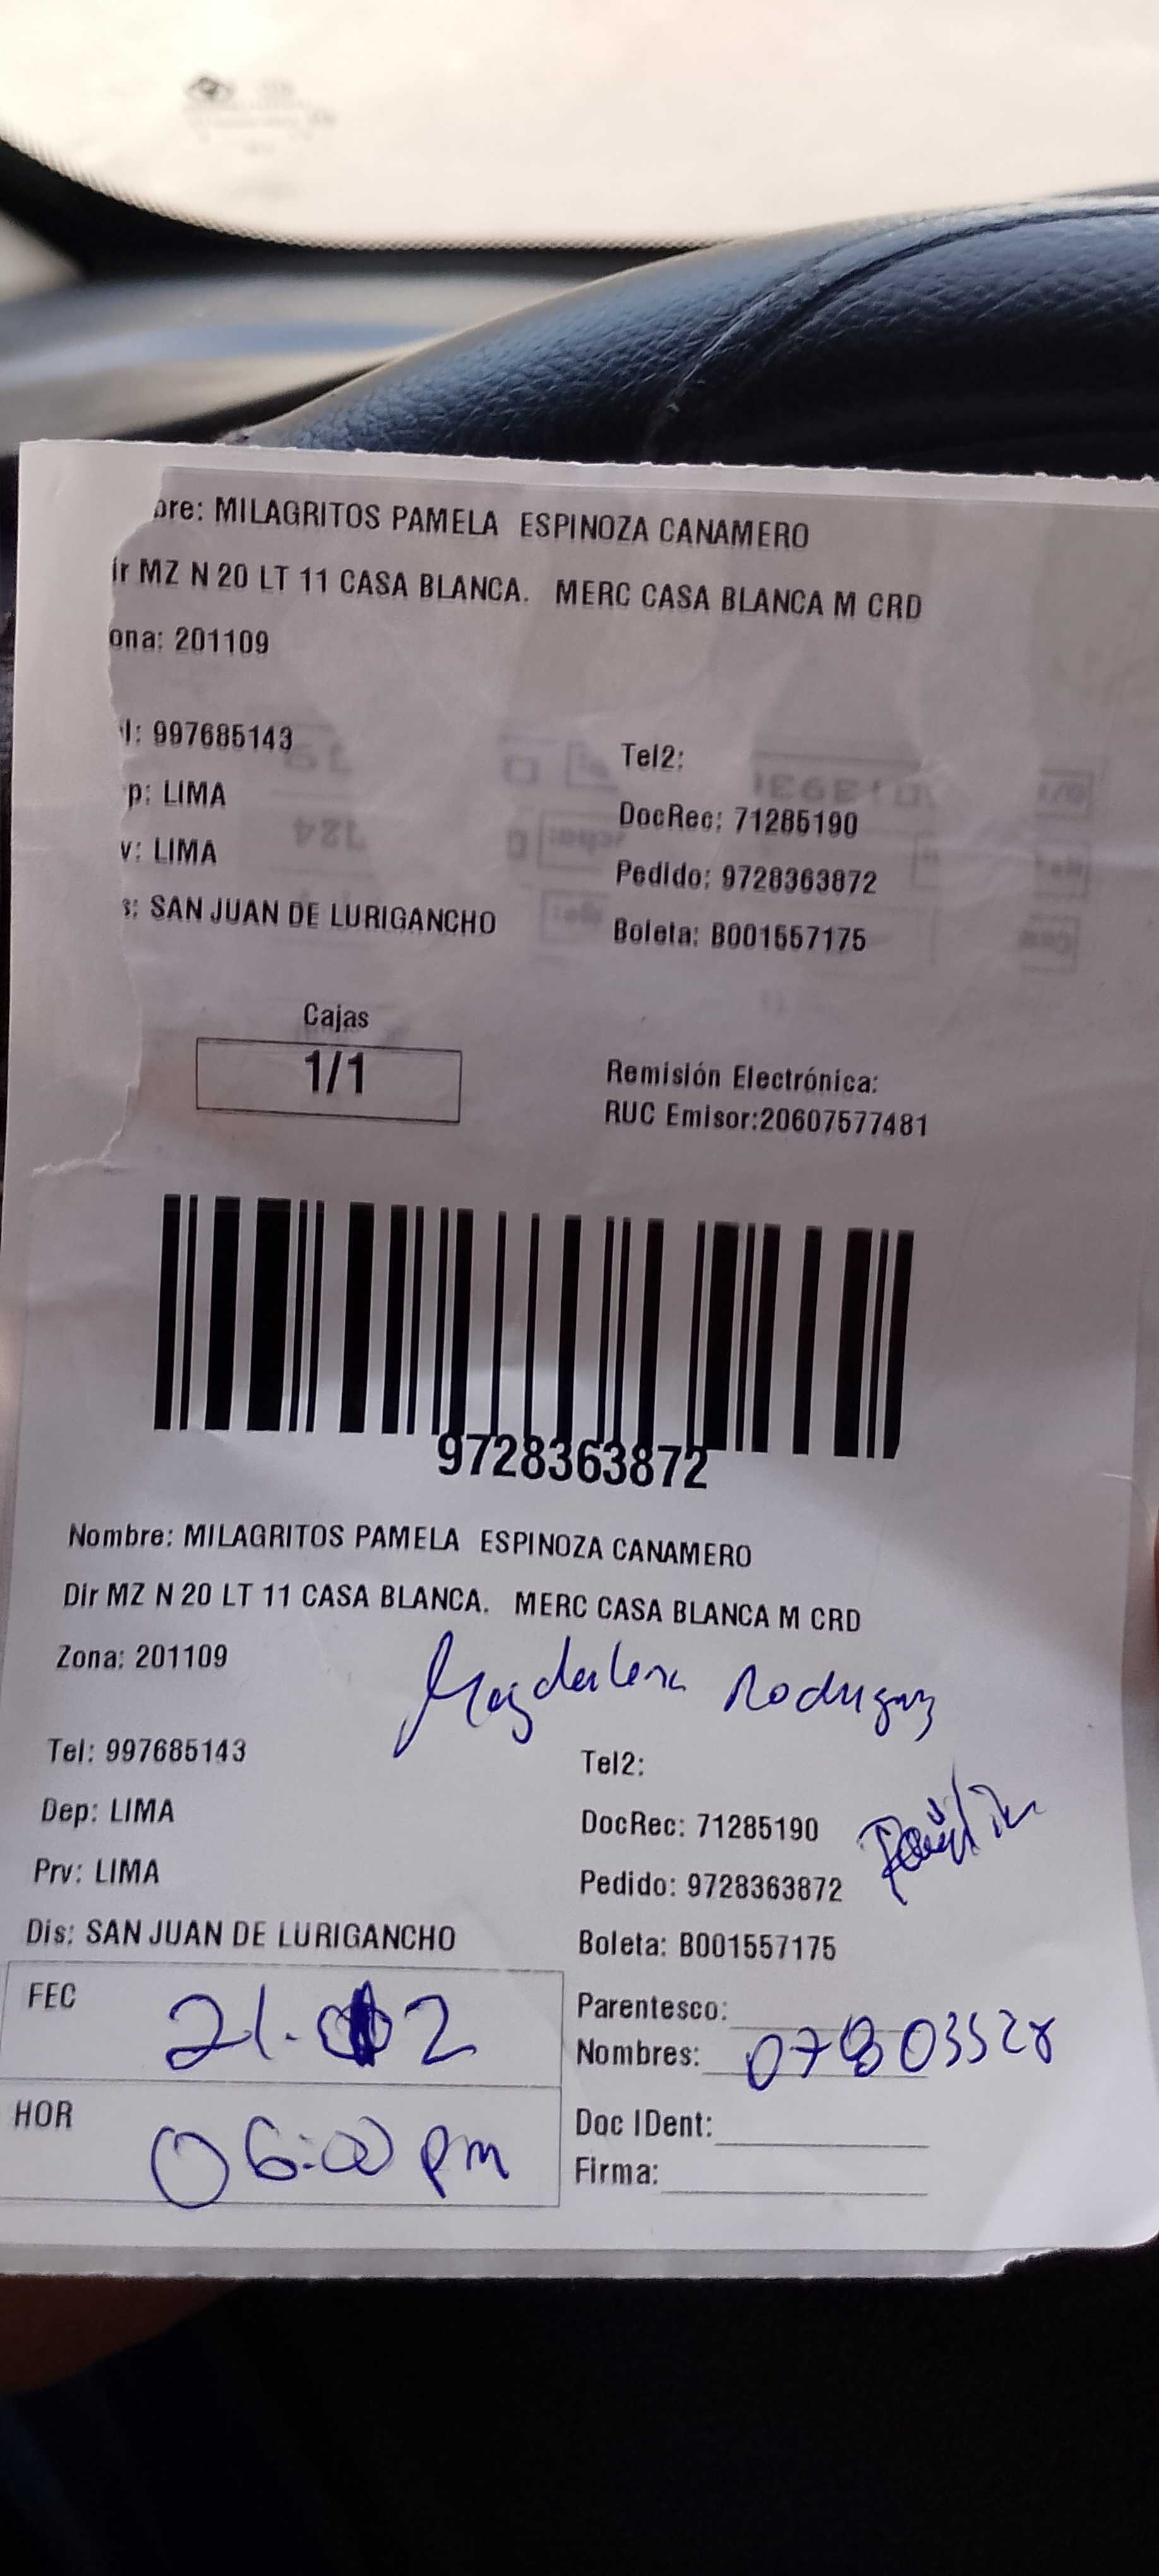 bre: MILAGRITOS PAMELA ESPINOZA CANAMERO
ir MZ N 20 LT 11 CASA BLANCA. MERC CASA BLANCA M CRD
ona: 201109
l: 997685143 Tel2:
p: LIMA DocRec: 71285190
v: LIMA Pedido: 9728363872
s: SAN JUAN DE LURIGANCHO Boleta: B001557175
Cajas
1/1
Remisión Electrónica:
RUC Emisor:20607577481
9728363872
Nombre: MILAGRITOS PAMELA ESPINOZA CANAMERO
Dir MZ N 20 LT 11 CASA BLANCA. MERC CASA BLANCA M CRD
Zona: 201109
Magdalena Rodriguez
Tel: 997685143 Tel2:
Dep: LIMA DocRec: 71285190
Prv: LIMA Pedido: 9728363872
Dis: SAN JUAN DE LURIGANCHO Boleta: B001557175
FEC 21.02
Parentesco:
Nombres: 07803528
HOR 06:00 pm
Doc IDent:
Firma: